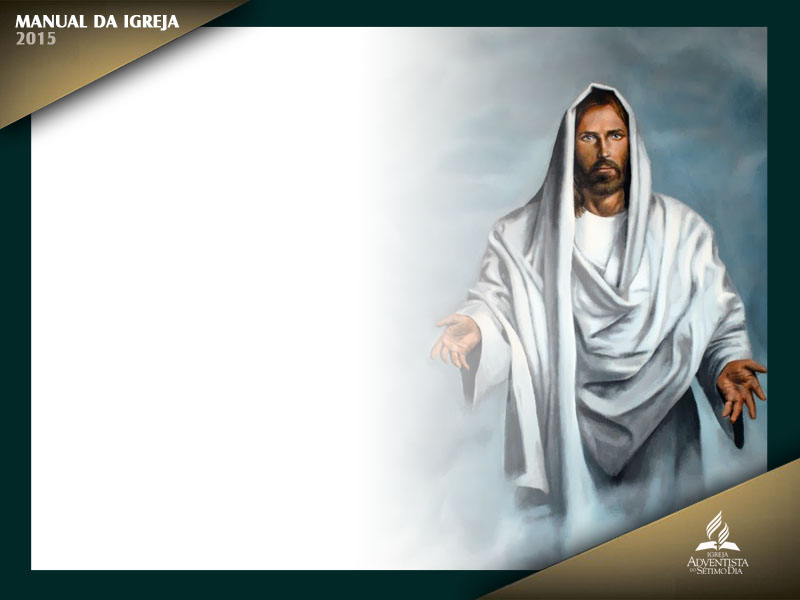 MANUAL DA IGREJA
2015
IGREJA
ADVENTISTA
DO SÉTIMO DIA